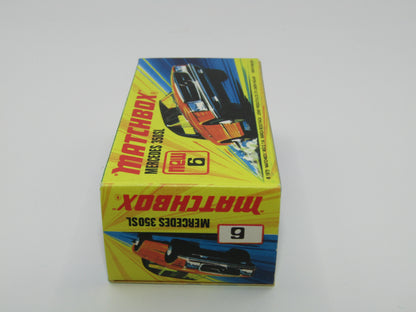 MATCHBOX
MERCEDES 350SL
new 6
MATCHBOX
MERCEDES 350SL
6